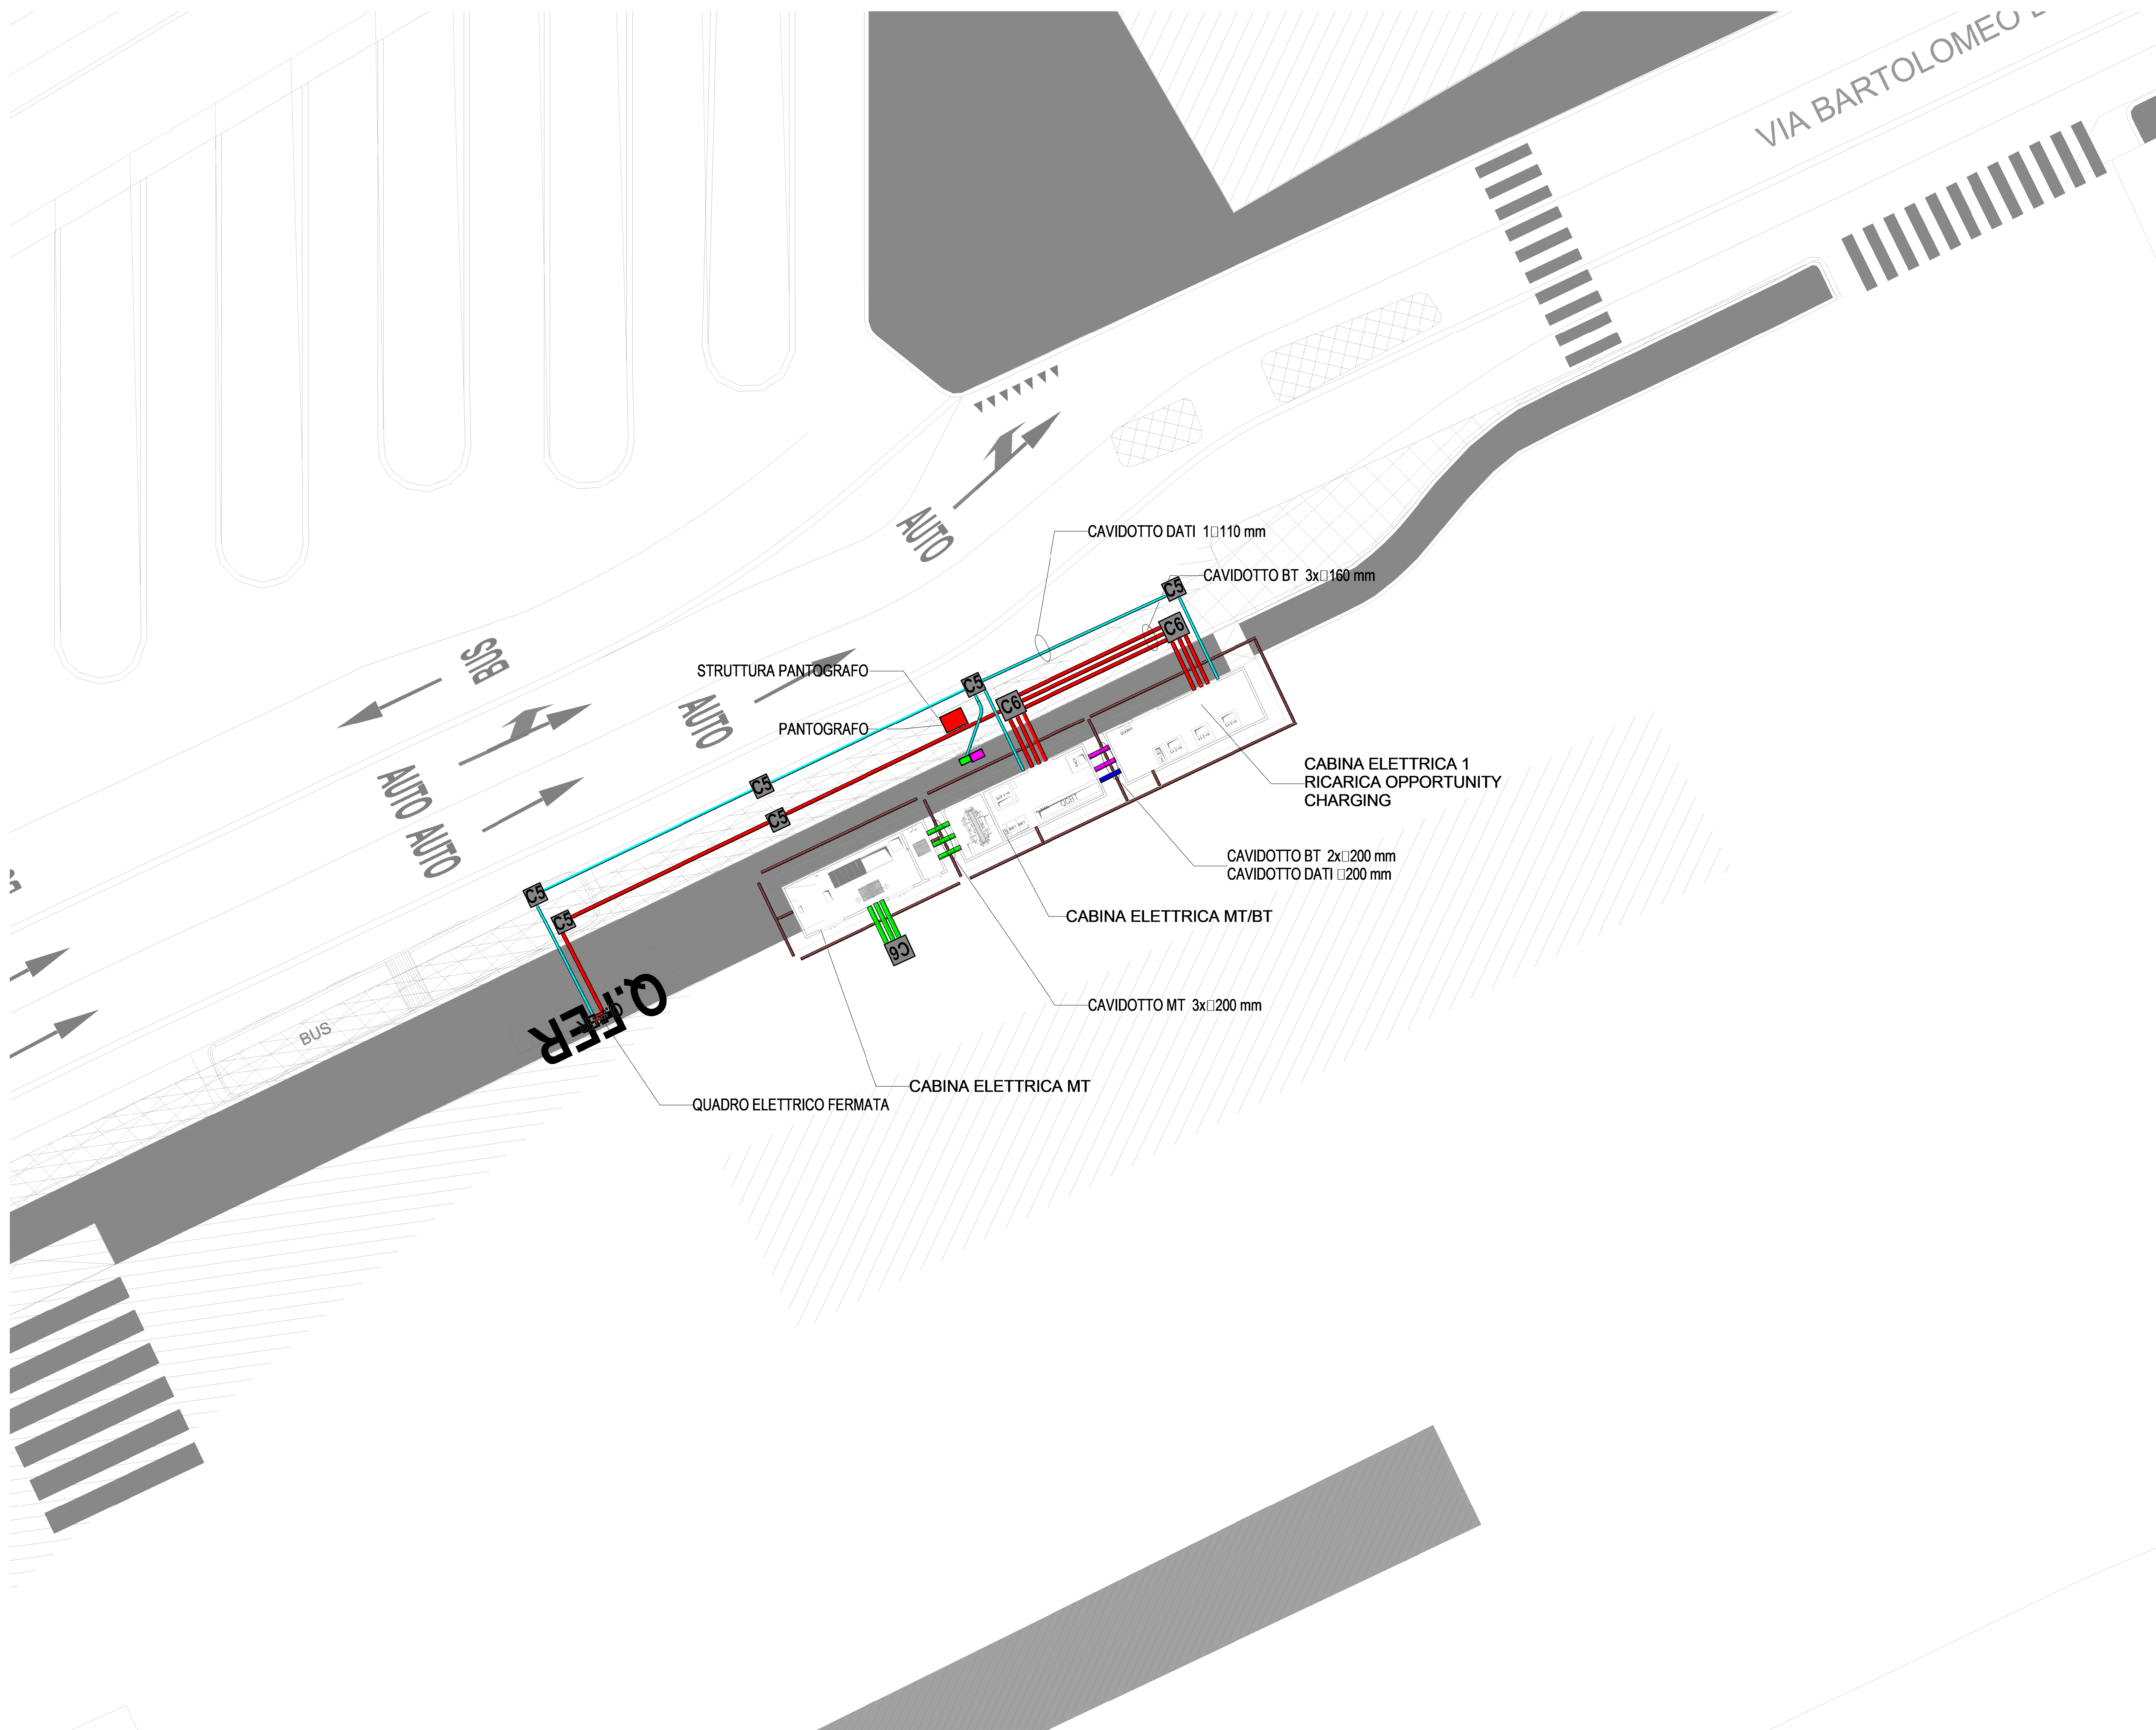 VIA BARTOLOMEO
AUTO
CAVIDOTTO DATI 1□110 mm
CAVIDOTTO BT 3x□160 mm
C5
C6
BUS
STRUTTURA PANTOGRAFO
C5
C6
AUTO
PANTOGRAFO
CABINA ELETTRICA 1
RICARICA OPPORTUNITY
CHARGING
AUTO
C5
C5
QGBT
AUTO
CAVIDOTTO BT 2x□200 mm
CAVIDOTTO DATI □200 mm
C5
C5
CABINA ELETTRICA MT/BT
C6
Q.FER
CAVIDOTTO MT 3x□200 mm
BUS
CABINA ELETTRICA MT
QUADRO ELETTRICO FERMATA